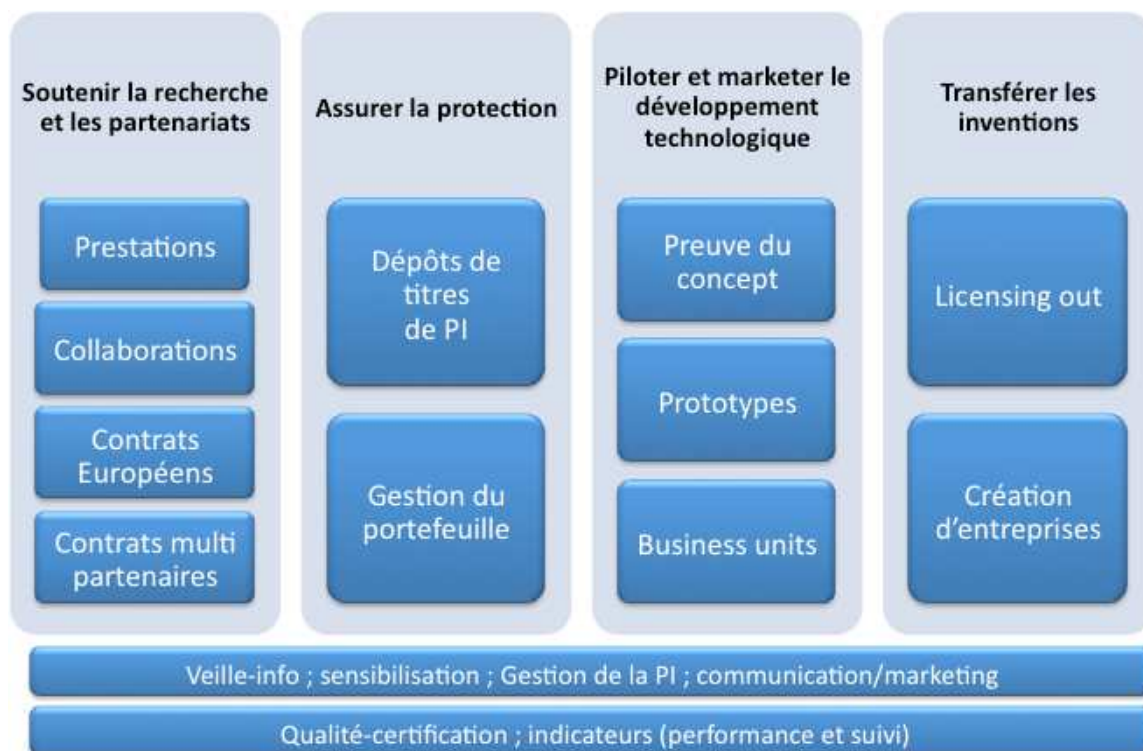 Soutenir la recherche
et les partenariats
Prestations
Collaborations
Contrats
Européens
Contrats multi
partenaires
Assurer la protection
Dépôts de
titres
de PI
Gestion du
portefeuille
Piloter et marketer le
développement
technologique
Preuve du
concept
Prototypes
Business units
Transférer les
inventions
Licensing out
Création
d'entreprises
Veille-info ; sensibilisation ; Gestion de la PI ; communication/marketing
Qualité-certification ; indicateurs (performance et suivi)